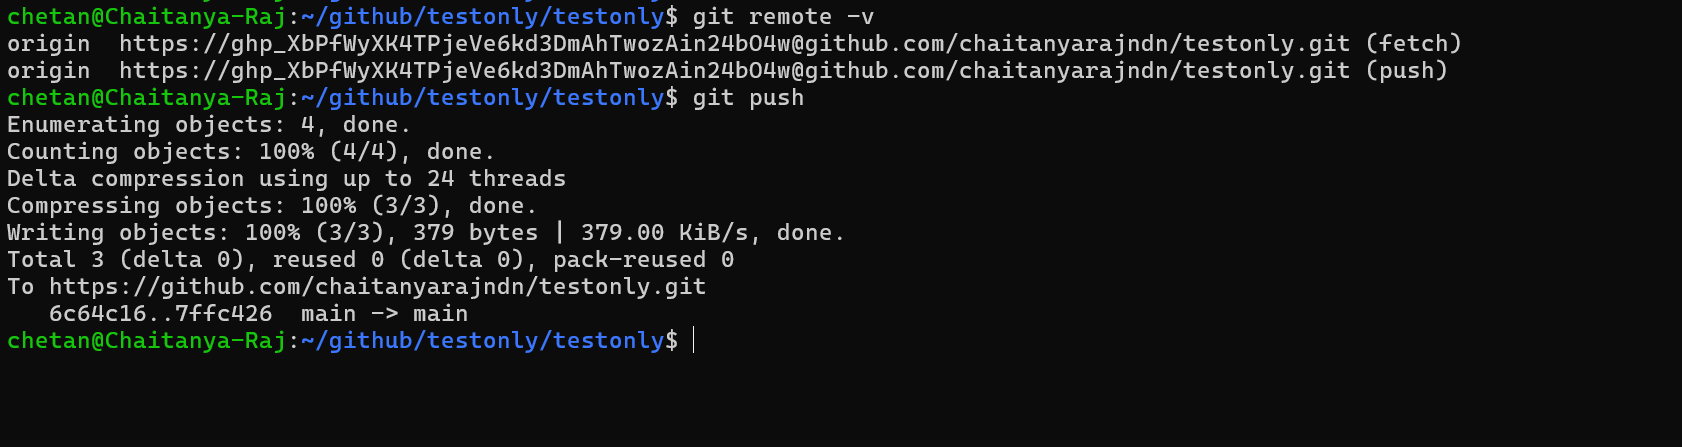 chetan@Chaitanya-Raj:~/github/testonly/testonly$ git remote -v
origin  https://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@github.com/chaitanyarajndn/testonly.git (fetch)
origin  https://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@github.com/chaitanyarajndn/testonly.git (push)
chetan@Chaitanya-Raj:~/github/testonly/testonly$ git push
Enumerating objects: 4, done.
Counting objects: 100% (4/4), done.
Delta compression using up to 24 threads
Compressing objects: 100% (3/3), done.
Writing objects: 100% (3/3), 379 bytes | 379.00 KiB/s, done.
Total 3 (delta 0), reused 0 (delta 0), pack-reused 0
To https://github.com/chaitanyarajndn/testonly.git
   6c64c16..7ffc426  main -> main
chetan@Chaitanya-Raj:~/github/testonly/testonly$